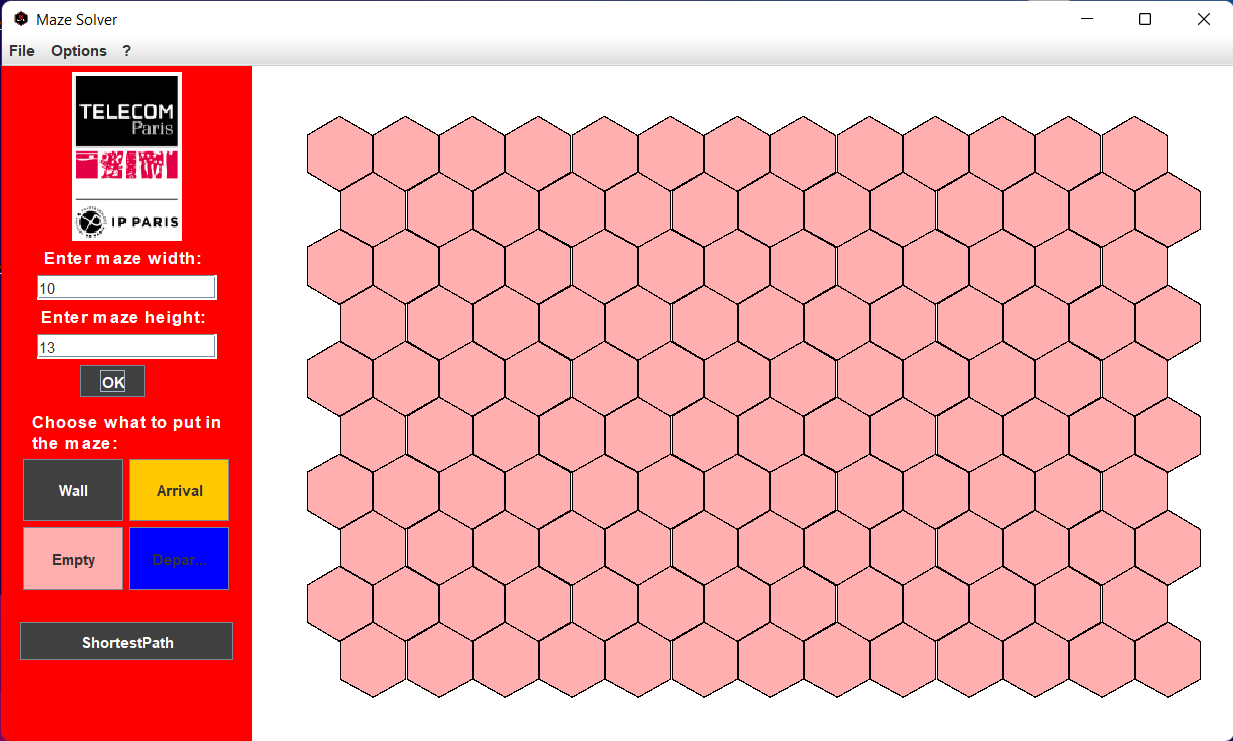 Maze Solver
File Options ?
TELECOM
Paris
IP PARIS
Enter maze width:
10
Enter maze height:
13
OK
Choose what to put in
the maze:
Wall Arrival
Empty Depar...
ShortestPath